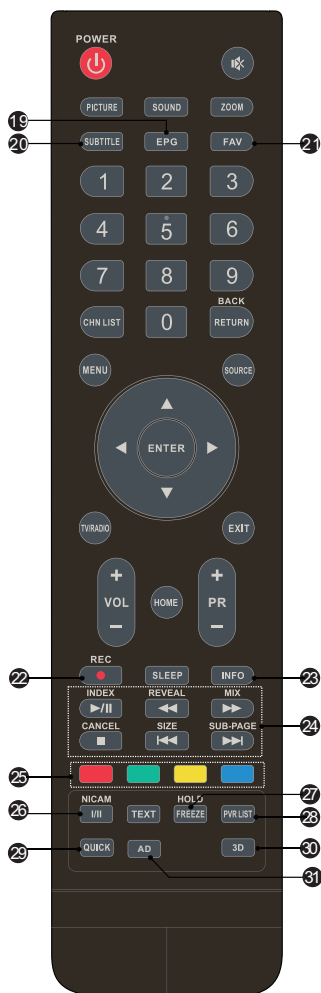 POWER
PICTURE SOUND ZOOM
19
20 SUBTITLE EPG FAV 21
1 2 3
4 5 6
7 8 9
BACK
CHN LIST 0 RETURN
MENU SOURCE
ENTER
TV/RADIO EXIT
+ +
VOL HOME PR
− −
REC
22 SLEEP INFO 23
INDEX REVEAL MIX
24
CANCEL SIZE SUB-PAGE
25
27
NICAM HOLD
26 I/II TEXT FREEZE PVR LIST 28
29 QUICK AD 3D 30
31